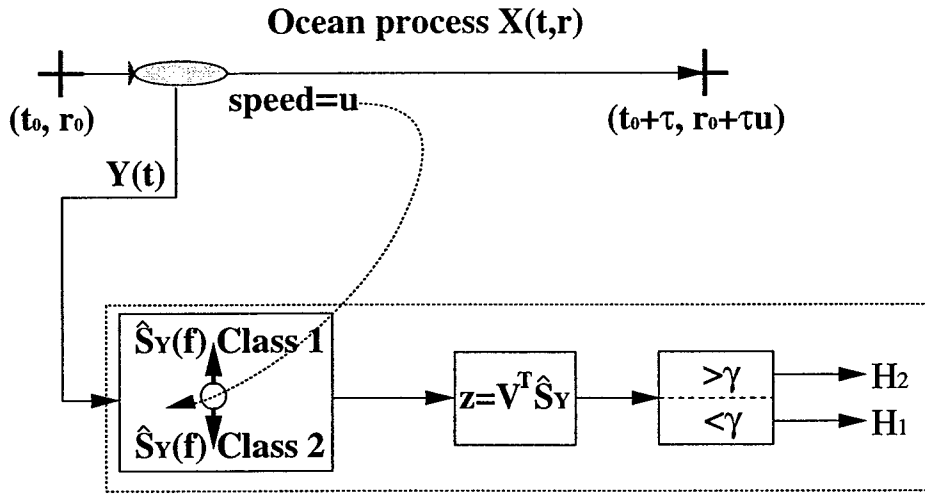 Ocean process X(t,r)
(t₀, r₀)
speed=u
(t₀+τ, r₀+τu)
Y(t)
Ŝʏ(f) Class 1
Ŝʏ(f) Class 2
z=VᵀŜʏ
>γ
<γ
H₂
H₁